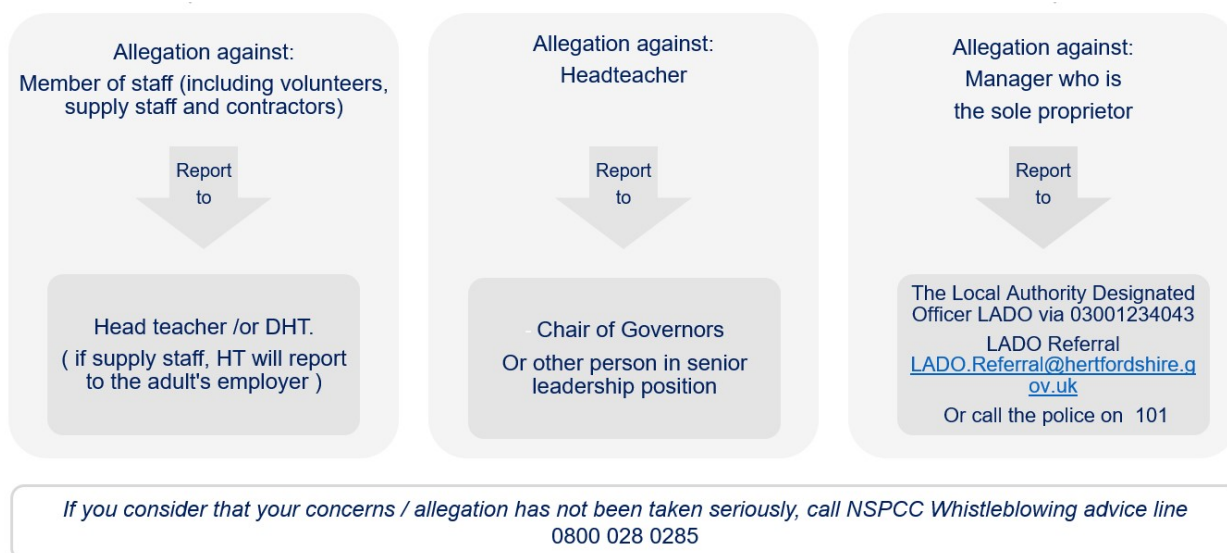 Allegation against:
Member of staff (including volunteers,
supply staff and contractors)
Report
to
Head teacher /or DHT.
( if supply staff, HT will report
to the adult's employer )
Allegation against:
Headteacher
Report
to
- Chair of Governors
Or other person in senior
leadership position
Allegation against:
Manager who is
the sole proprietor
Report
to
The Local Authority Designated
Officer LADO via 03001234043
LADO Referral
LADO.Referral@hertfordshire.g
ov.uk
Or call the police on 101
If you consider that your concerns / allegation has not been taken seriously, call NSPCC Whistleblowing advice line
0800 028 0285